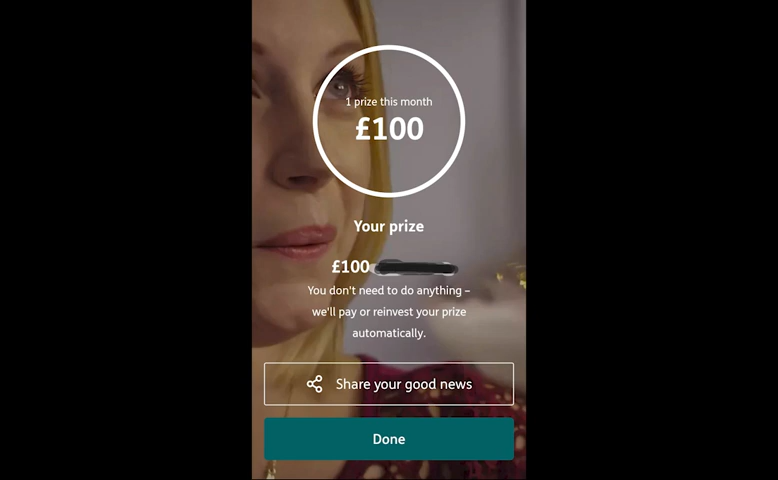 1 prize this month
£100
Your prize
£100
You don't need to do anything –
we'll pay or reinvest your prize
automatically.
Share your good news
Done